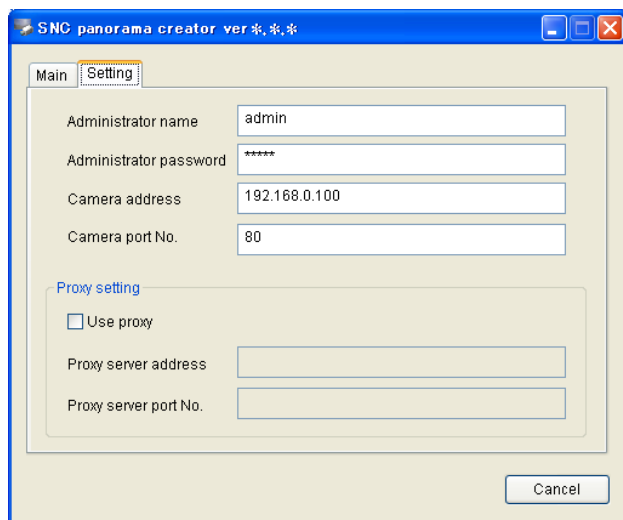 SNC panorama creator ver *.*.*
Main Setting
Administrator name admin
Administrator password *****
Camera address 192.168.0.100
Camera port No. 80
Proxy setting
Use proxy
Proxy server address
Proxy server port No.
Cancel